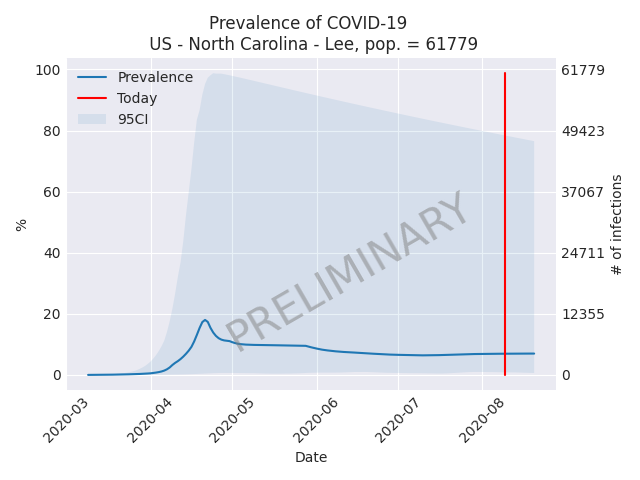 Prevalence of COVID-19
US - North Carolina - Lee, pop. = 61779
Prevalence
Today
95CI
100
80
60
40
20
0
%
61779
49423
37067
24711
12355
0
# of infections
PRELIMINARY
2020-03
2020-04
2020-05
2020-06
2020-07
2020-08
Date